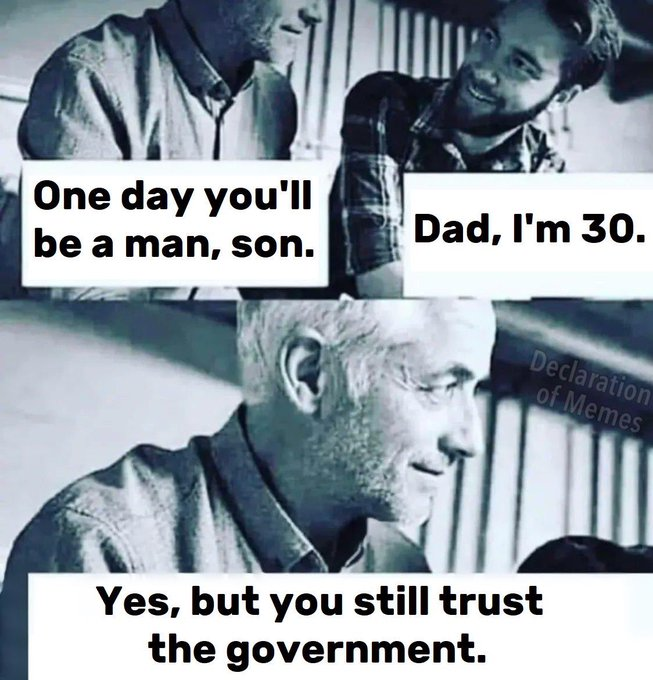 One day you'll
be a man, son.
Dad, I'm 30.
Declaration
of Memes
Yes, but you still trust
the government.